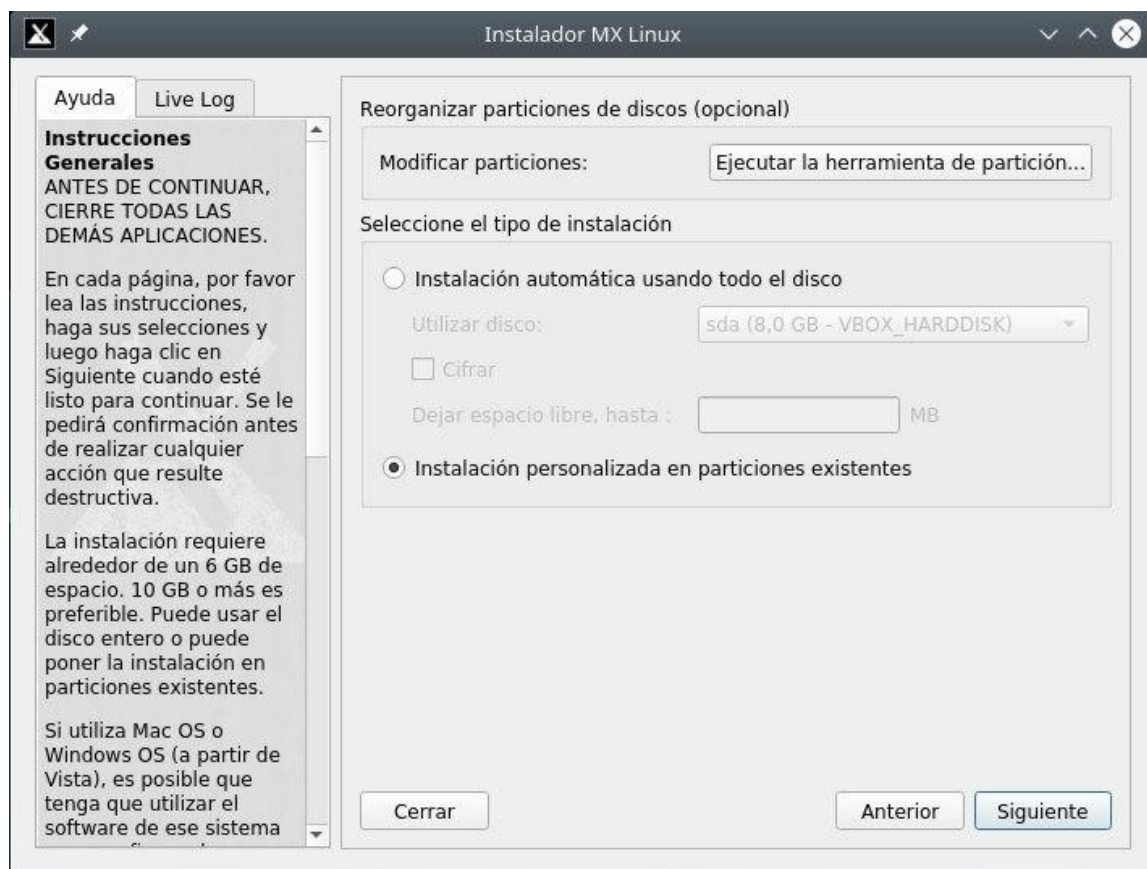 Instalador MX Linux
Ayuda
Live Log
Instrucciones
Generales
ANTES DE CONTINUAR,
CIERRE TODAS LAS
DEMÁS APLICACIONES.
En cada página, por favor
lea las instrucciones,
haga sus selecciones y
luego haga clic en
Siguiente cuando esté
listo para continuar. Se le
pedirá confirmación antes
de realizar cualquier
acción que resulte
destructiva.
La instalación requiere
alrededor de un 6 GB de
espacio. 10 GB o más es
preferible. Puede usar el
disco entero o puede
poner la instalación en
particiones existentes.
Si utiliza Mac OS o
Windows OS (a partir de
Vista), es posible que
tenga que utilizar el
software de ese sistema
Reorganizar particiones de discos (opcional)
Modificar particiones:
Ejecutar la herramienta de partición...
Seleccione el tipo de instalación
Instalación automática usando todo el disco
Utilizar disco:
sda (8,0 GB - VBOX_HARDDISK)
Cifrar
Dejar espacio libre, hasta :
MB
Instalación personalizada en particiones existentes
Cerrar
Anterior
Siguiente